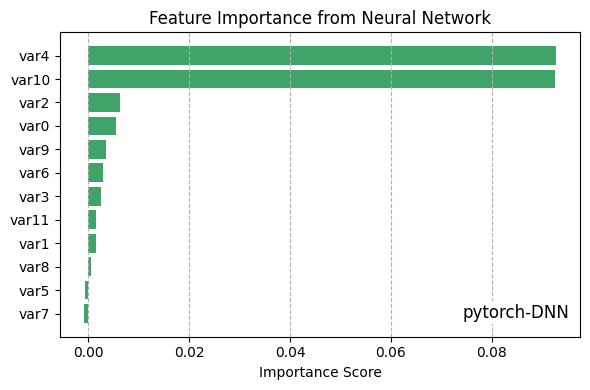 Feature Importance from Neural Network
var4
var10
var2
var0
var9
var6
var3
var11
var1
var8
var5
var7
pytorch-DNN
0.00 0.02 0.04 0.06 0.08
Importance Score